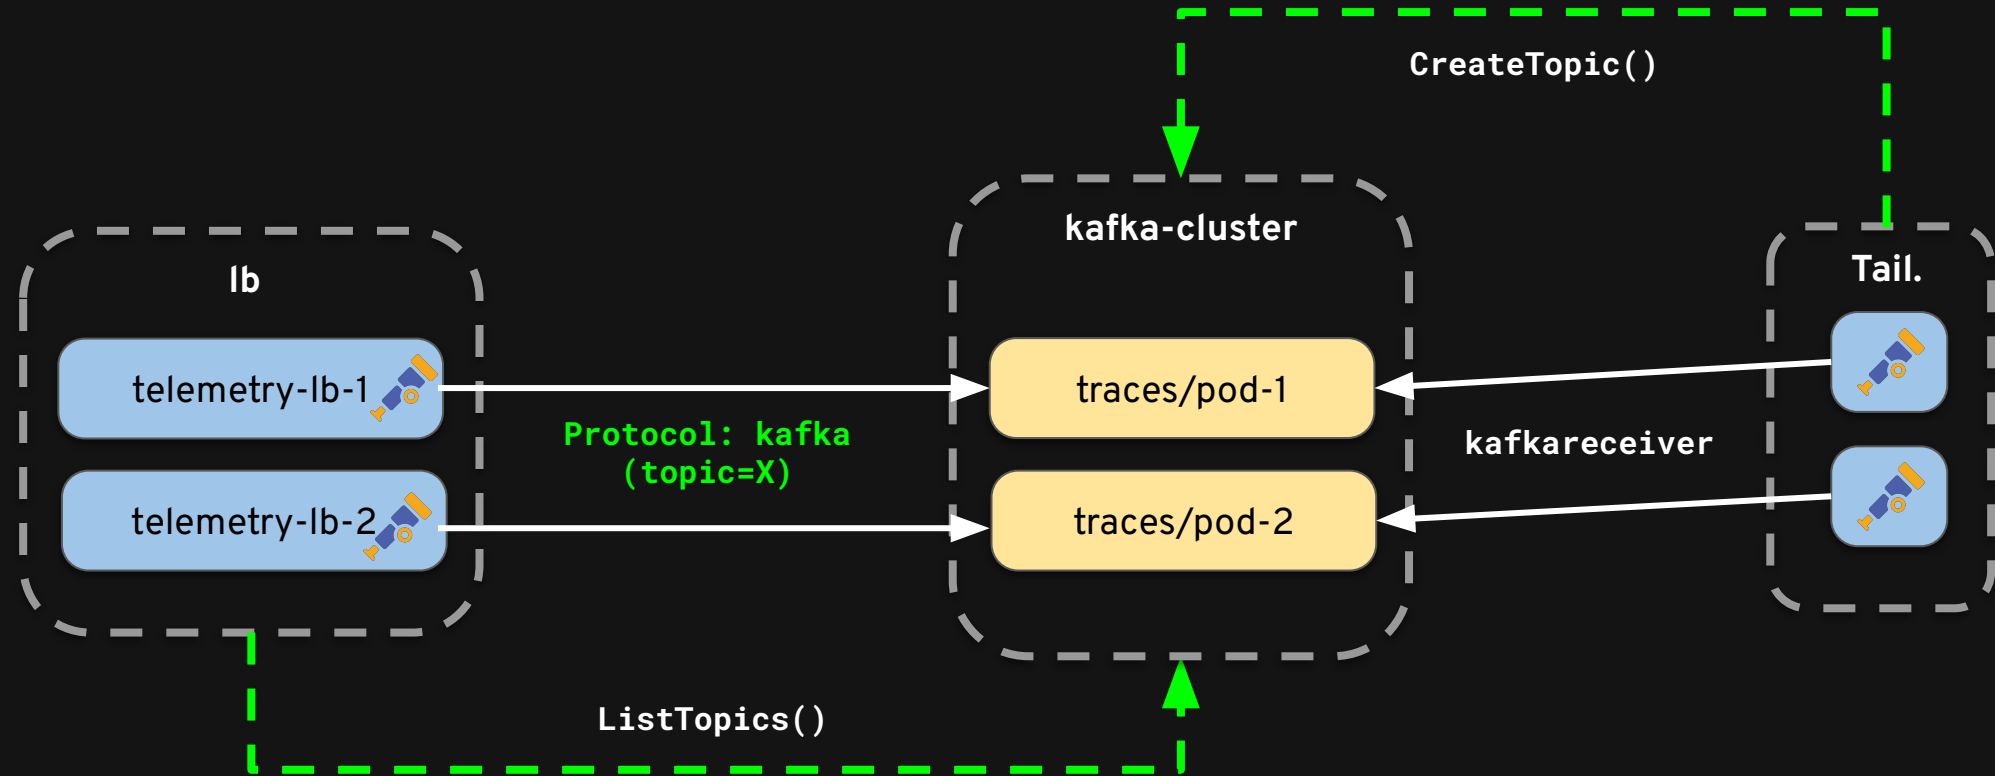 CreateTopic()
kafka-cluster
lb
Tail.
telemetry-lb-1
traces/pod-1
Protocol: kafka
(topic=X)
kafkareceiver
telemetry-lb-2
traces/pod-2
ListTopics()